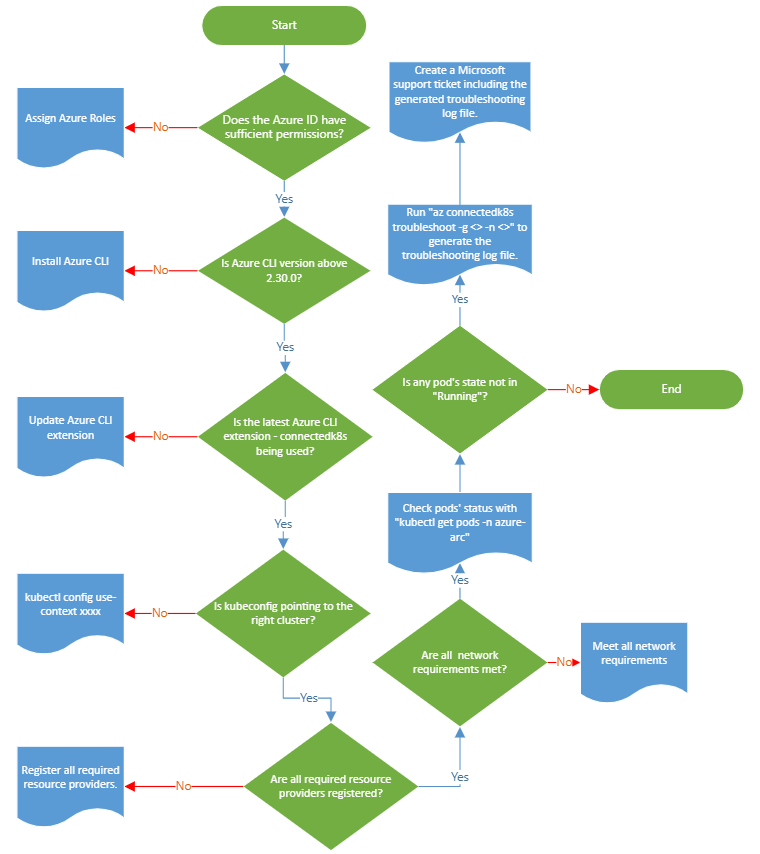 Start
Does the Azure ID have
sufficient permissions?
No
Assign Azure Roles
Yes
Is Azure CLI version above
2.30.0?
No
Install Azure CLI
Yes
Is the latest Azure CLI
extension - connectedk8s
being used?
No
Update Azure CLI
extension
Yes
Is kubeconfig pointing to the
right cluster?
No
kubectl config use-
context xxxx
Yes
Are all required resource
providers registered?
No
Register all required
resource providers.
Yes
Are all  network
requirements met?
No
Meet all network
requirements
Yes
Check pods' status with
"kubectl get pods -n azure-
arc"
Is any pod's state not in
"Running"?
No
End
Yes
Run "az connectedk8s
troubleshoot -g <> -n <>" to
generate the
troubleshooting log file.
Create a Microsoft
support ticket including the
generated troubleshooting
log file.